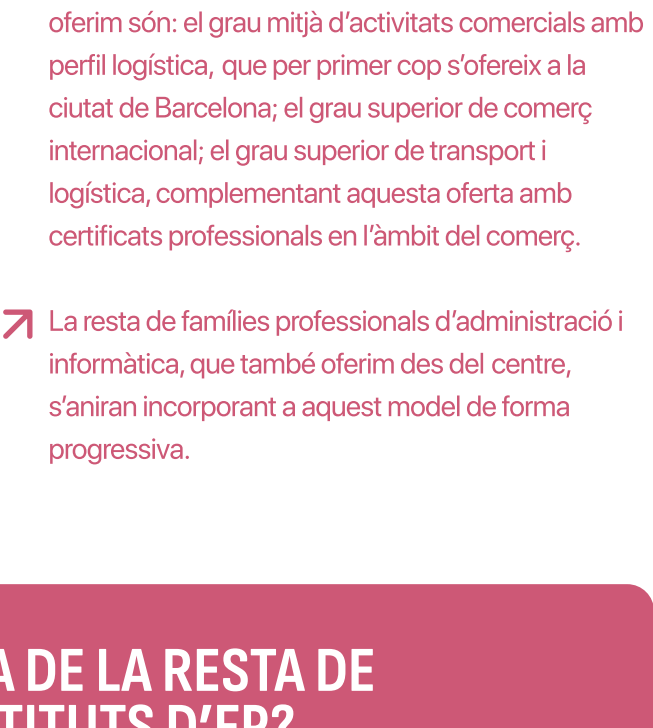 oferim són: el grau mitjà d’activitats comercials amb
perfil logística, que per primer cop s’ofereix a la
ciutat de Barcelona; el grau superior de comerç
internacional; el grau superior de transport i
logística, complementant aquesta oferta amb
certificats professionals en l’àmbit del comerç.
La resta de famílies professionals d’administració i
informàtica, que també oferim des del centre,
s’aniran incorporant a aquest model de forma
progressiva.
A DE LA RESTA DE
TITUTS D’FP?